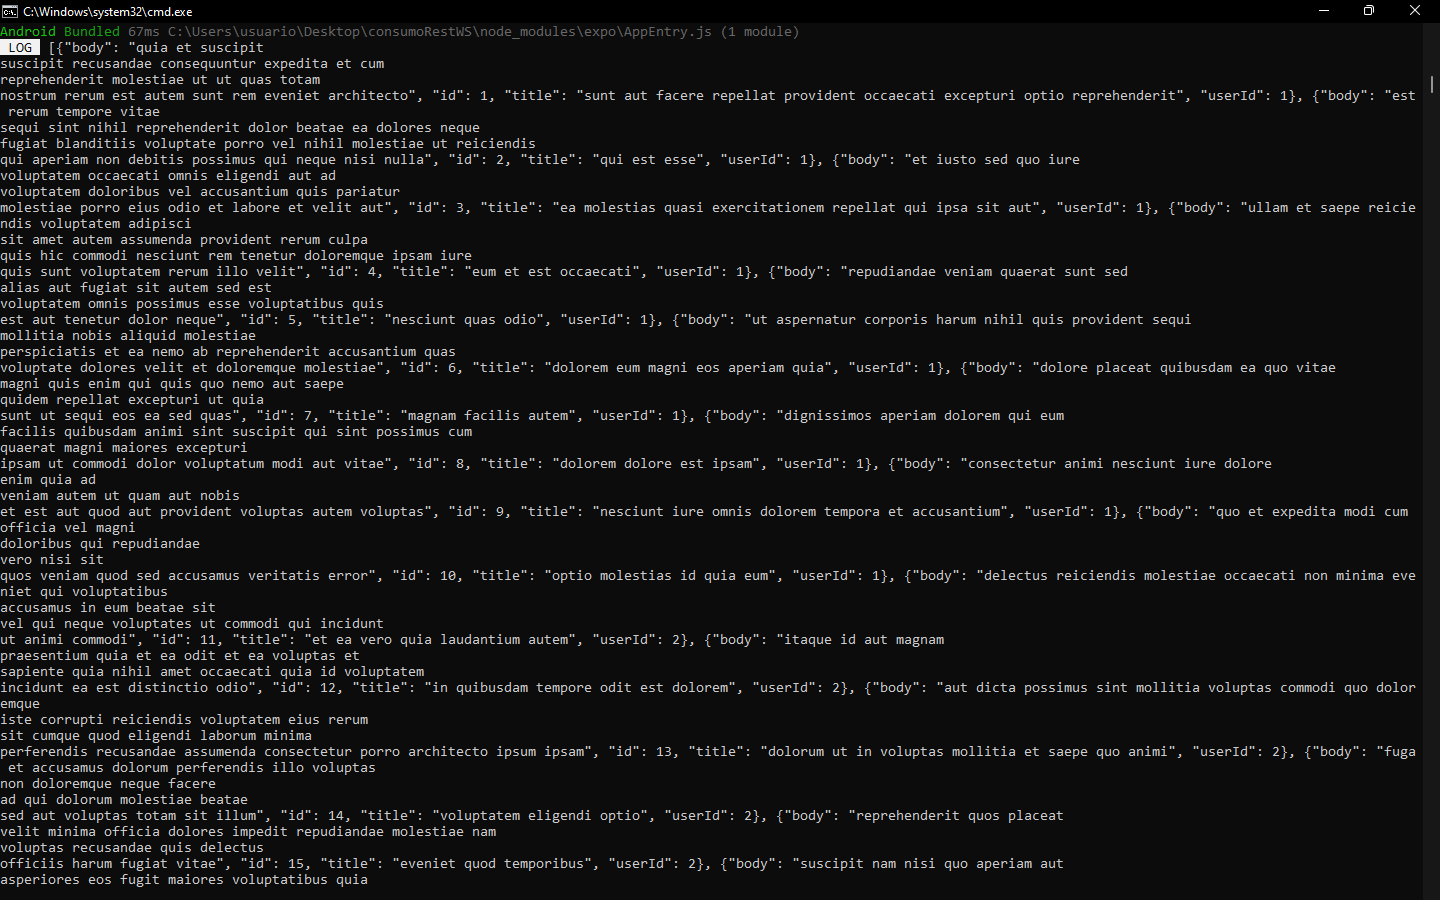 C:\Windows\system32\cmd.exe
Android Bundled 67ms C:\Users\usuario\Desktop\consumoRestWS\node_modules\expo\AppEntry.js (1 module)
LOG [{"body": "quia et suscipit
suscipit recusandae consequuntur expedita et cum
reprehenderit molestiae ut ut quas totam
nostrum rerum est autem sunt rem eveniet architecto", "id": 1, "title": "sunt aut facere repellat provident occaecati excepturi optio reprehenderit", "userId": 1}, {"body": "est
rerum tempore vitae
sequi sint nihil reprehenderit dolor beatae ea dolores neque
fugiat blanditiis voluptate porro vel nihil molestiae ut reiciendis
qui aperiam non debitis possimus qui neque nisi nulla", "id": 2, "title": "qui est esse", "userId": 1}, {"body": "et iusto sed quo iure
voluptatem occaecati omnis eligendi aut ad
voluptatem doloribus vel accusantium quis pariatur
molestiae porro eius odio et labore et velit aut", "id": 3, "title": "ea molestias quasi exercitationem repellat qui ipsa sit aut", "userId": 1}, {"body": "ullam et saepe reicie
ndis voluptatem adipisci
sit amet autem assumenda provident rerum culpa
quis hic commodi nesciunt rem tenetur doloremque ipsam iure
quis sunt voluptatem rerum illo velit", "id": 4, "title": "eum et est occaecati", "userId": 1}, {"body": "repudiandae veniam quaerat sunt sed
alias aut fugiat sit autem sed est
voluptatem omnis possimus esse voluptatibus quis
est aut tenetur dolor neque", "id": 5, "title": "nesciunt quas odio", "userId": 1}, {"body": "ut aspernatur corporis harum nihil quis provident sequi
mollitia nobis aliquid molestiae
perspiciatis et ea nemo ab reprehenderit accusantium quas
voluptate dolores velit et doloremque molestiae", "id": 6, "title": "dolorem eum magni eos aperiam quia", "userId": 1}, {"body": "dolore placeat quibusdam ea quo vitae
magni quis enim qui quis quo nemo aut saepe
quidem repellat excepturi ut quia
sunt ut sequi eos ea sed quas", "id": 7, "title": "magnam facilis autem", "userId": 1}, {"body": "dignissimos aperiam dolorem qui eum
facilis quibusdam animi sint suscipit qui sint possimus cum
quaerat magni maiores excepturi
ipsam ut commodi dolor voluptatum modi aut vitae", "id": 8, "title": "dolorem dolore est ipsam", "userId": 1}, {"body": "consectetur animi nesciunt iure dolore
enim quia ad
veniam autem ut quam aut nobis
et est aut quod aut provident voluptas autem voluptas", "id": 9, "title": "nesciunt iure omnis dolorem tempora et accusantium", "userId": 1}, {"body": "quo et expedita modi cum
officia vel magni
doloribus qui repudiandae
vero nisi sit
quos veniam quod sed accusamus veritatis error", "id": 10, "title": "optio molestias id quia eum", "userId": 1}, {"body": "delectus reiciendis molestiae occaecati non minima eve
niet qui voluptatibus
accusamus in eum beatae sit
vel qui neque voluptates ut commodi qui incidunt
ut animi commodi", "id": 11, "title": "et ea vero quia laudantium autem", "userId": 2}, {"body": "itaque id aut magnam
praesentium quia et ea odit et ea voluptas et
sapiente quia nihil amet occaecati quia id voluptatem
incidunt ea est distinctio odio", "id": 12, "title": "in quibusdam tempore odit est dolorem", "userId": 2}, {"body": "aut dicta possimus sint mollitia voluptas commodi quo dolor
emque
iste corrupti reiciendis voluptatem eius rerum
sit cumque quod eligendi laborum minima
perferendis recusandae assumenda consectetur porro architecto ipsum ipsam", "id": 13, "title": "dolorum ut in voluptas mollitia et saepe quo animi", "userId": 2}, {"body": "fuga
et accusamus dolorum perferendis illo voluptas
non doloremque neque facere
ad qui dolorum molestiae beatae
sed aut voluptas totam sit illum", "id": 14, "title": "voluptatem eligendi optio", "userId": 2}, {"body": "reprehenderit quos placeat
velit minima officia dolores impedit repudiandae molestiae nam
voluptas recusandae quis delectus
officiis harum fugiat vitae", "id": 15, "title": "eveniet quod temporibus", "userId": 2}, {"body": "suscipit nam nisi quo aperiam aut
asperiores eos fugit maiores voluptatibus quia